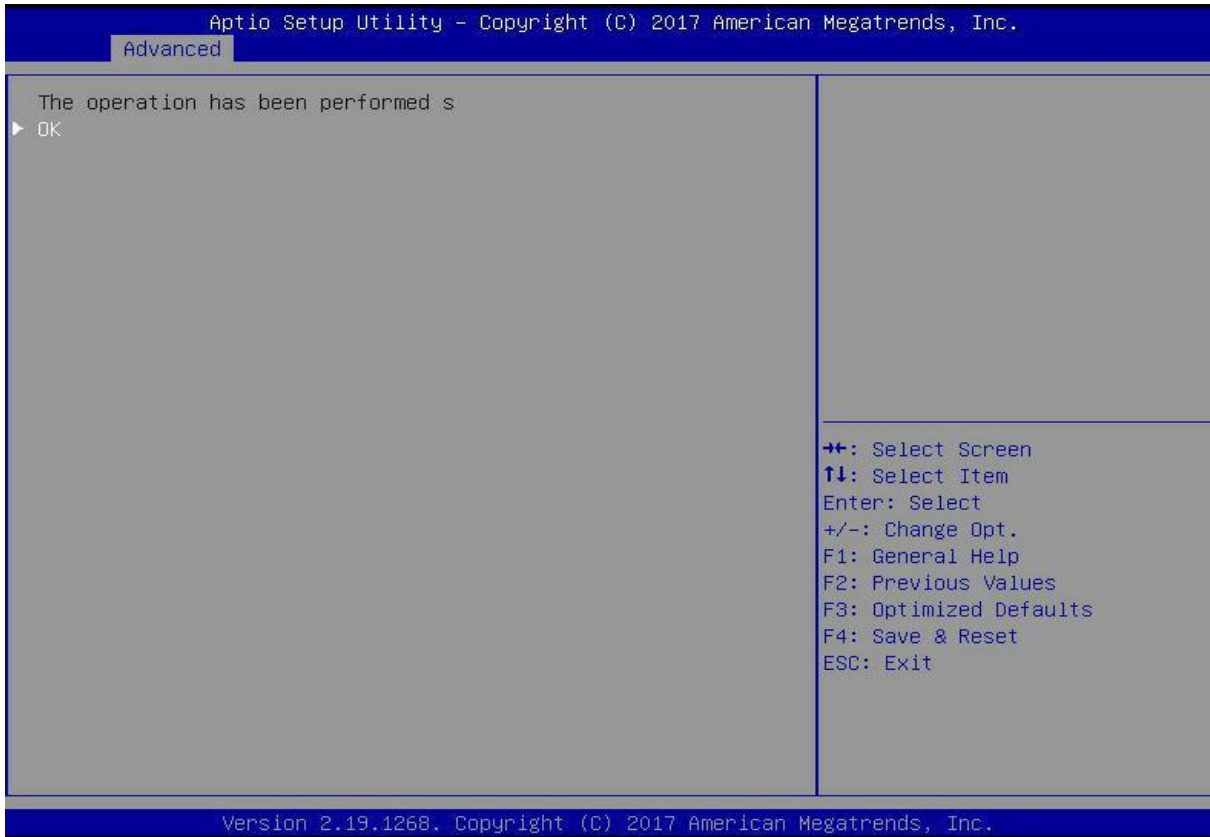 Aptio Setup Utility – Copyright (C) 2017 American Megatrends, Inc.
Advanced
The operation has been performed s
▶ OK
→←: Select Screen
↑↓: Select Item
Enter: Select
+/-: Change Opt.
F1: General Help
F2: Previous Values
F3: Optimized Defaults
F4: Save & Reset
ESC: Exit
Version 2.19.1268. Copyright (C) 2017 American Megatrends, Inc.